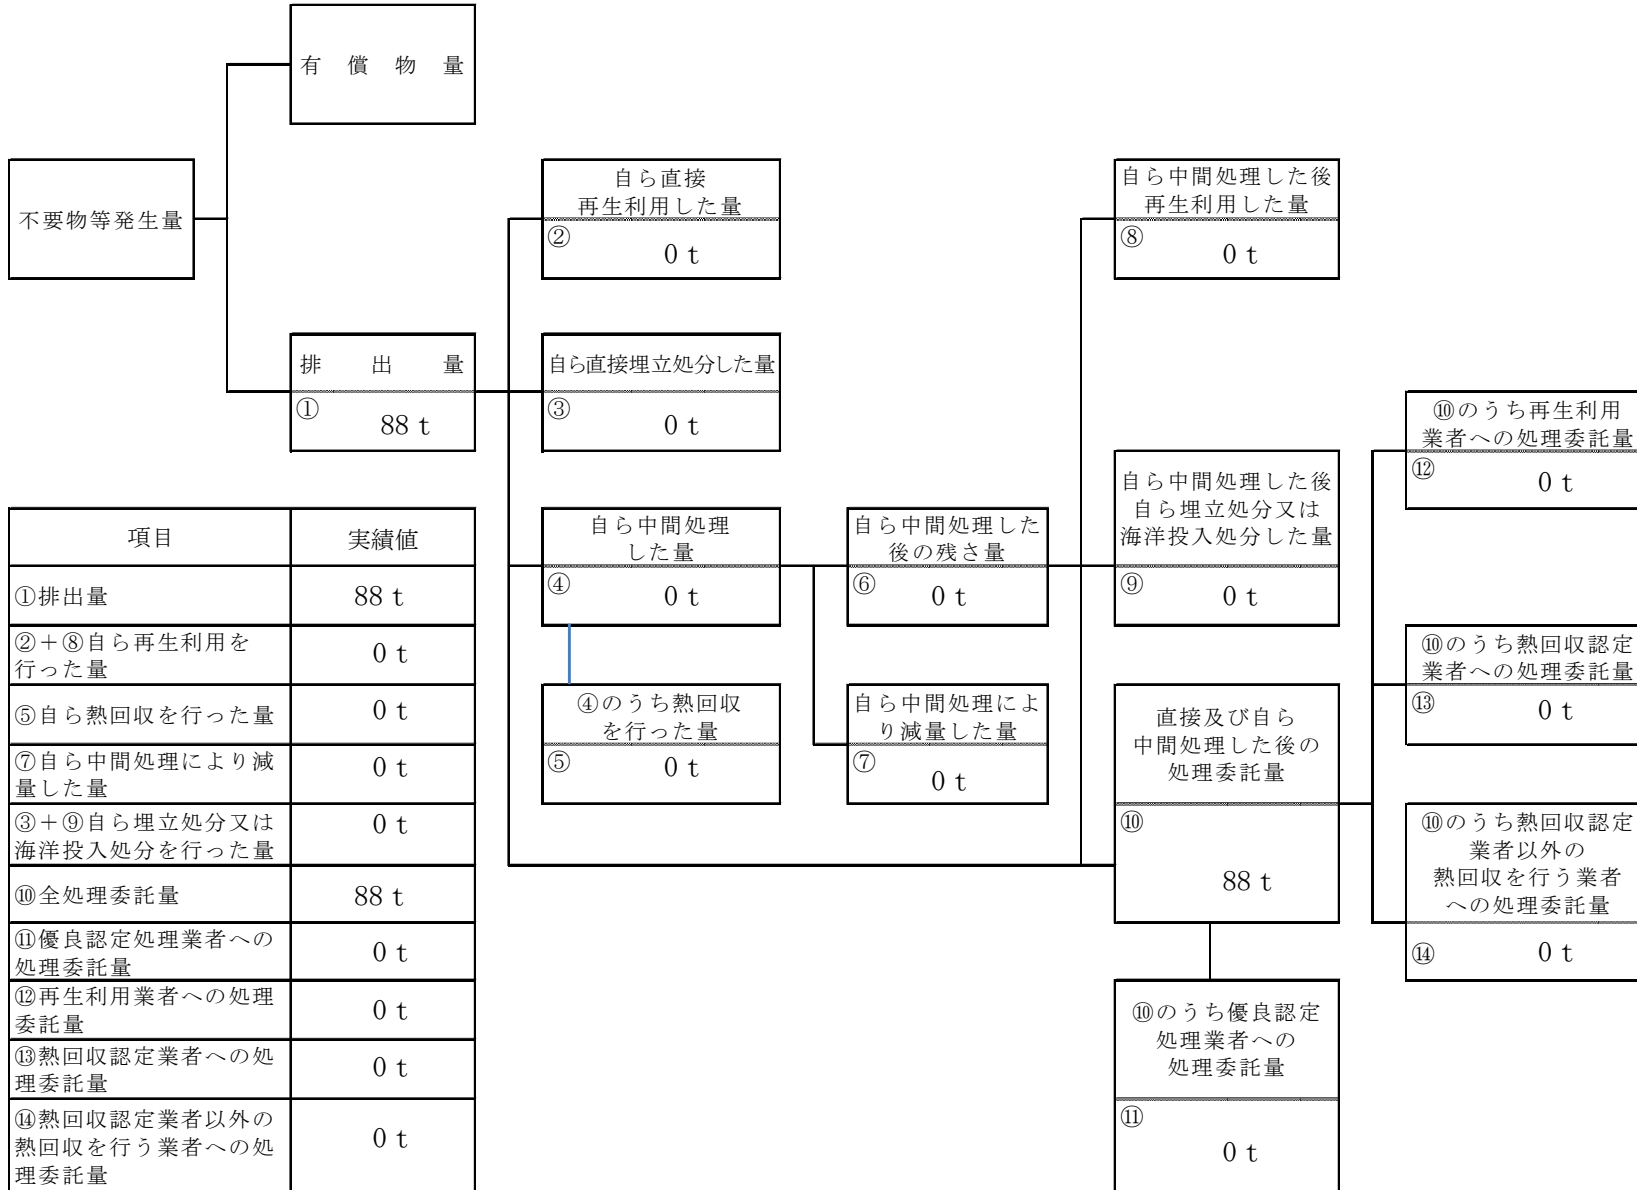 有償物量
不要物等発生量
自ら直接
再生利用した量
②
0 t
自ら中間処理した後
再生利用した量
⑧
0 t
排出量
①
88 t
自ら直接埋立処分した量
③
0 t
⑩のうち再生利用
業者への処理委託量
⑫
0 t
自ら中間処理した後
自ら埋立処分又は
海洋投入処分した量
⑨
0 t
自ら中間処理
した量
④
0 t
自ら中間処理した
後の残さ量
⑥
0 t
④のうち熱回収
を行った量
⑤
0 t
自ら中間処理によ
り減量した量
⑦
0 t
直接及び自ら
中間処理した後の
処理委託量
⑩
88 t
⑩のうち熱回収認定
業者への処理委託量
⑬
0 t
⑩のうち熱回収認定
業者以外の
熱回収を行う業者
への処理委託量
⑭
0 t
⑩のうち優良認定
処理業者への
処理委託量
⑪
0 t
項目 実績値
①排出量 88 t
②+⑧自ら再生利用を
行った量
0 t
⑤自ら熱回収を行った量 0 t
⑦自ら中間処理により減
量した量
0 t
③+⑨自ら埋立処分又は
海洋投入処分を行った量
0 t
⑩全処理委託量 88 t
⑪優良認定処理業者への
処理委託量
0 t
⑫再生利用業者への処理
委託量
0 t
⑬熱回収認定業者への処
理委託量
0 t
⑭熱回収認定業者以外の
熱回収を行う業者への処
理委託量
0 t